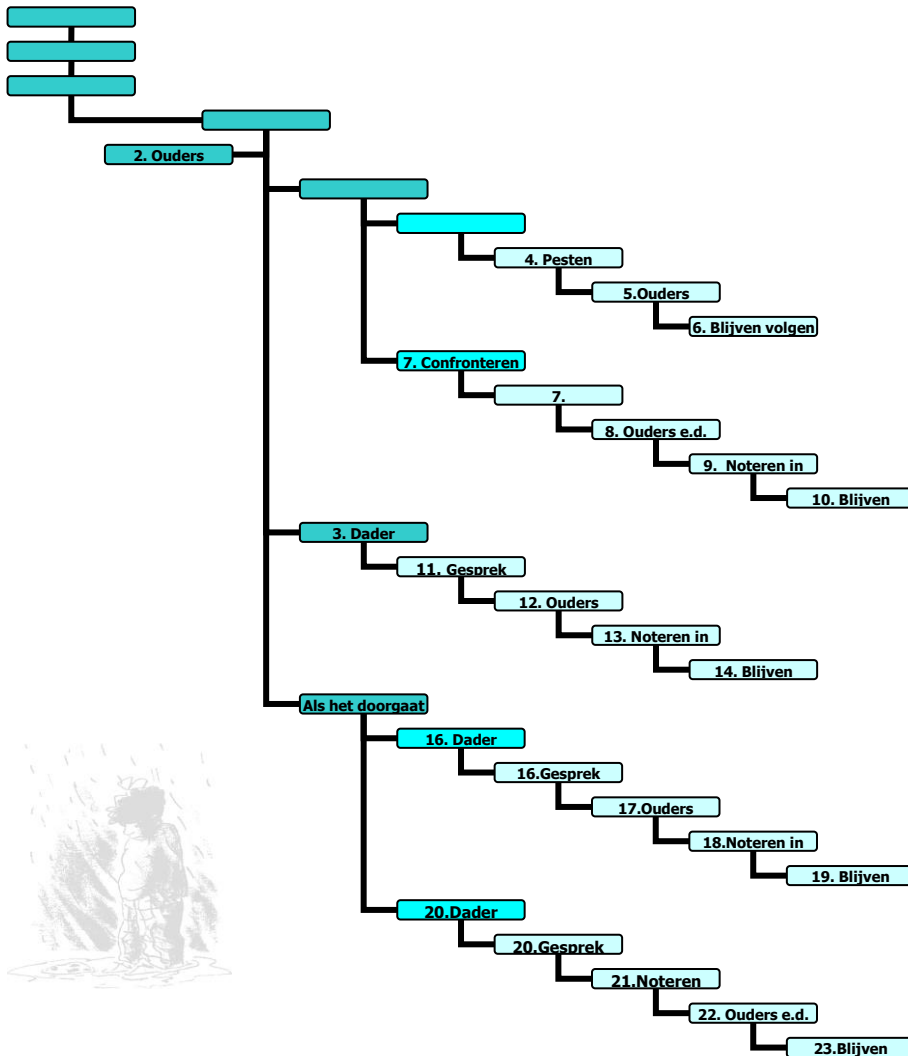 2. Ouders
4. Pesten
5.Ouders
6. Blijven volgen
7. Confronteren
7.
8. Ouders e.d.
9. Noteren in
10. Blijven
3. Dader
11. Gesprek
12. Ouders
13. Noteren in
14. Blijven
Als het doorgaat
16. Dader
16.Gesprek
17.Ouders
18.Noteren in
19. Blijven
20.Dader
20.Gesprek
21.Noteren
22. Ouders e.d.
23.Blijven